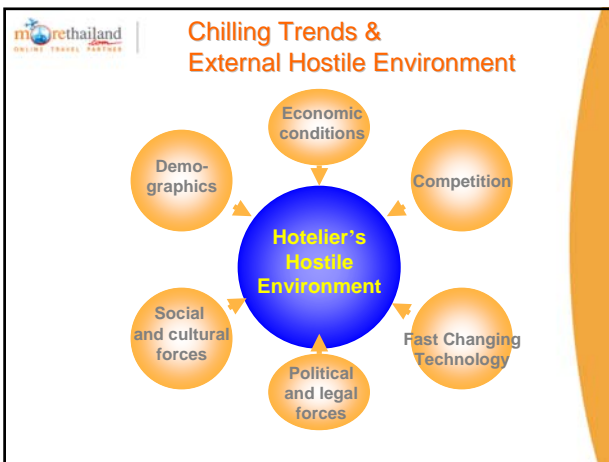 m❍rethailand
.com
ONLINE TRAVEL PARTNER
Chilling Trends &
External Hostile Environment
Economic
conditions
Demo-
graphics
Competition
Hotelier's
Hostile
Environment
Social
and cultural
forces
Fast Changing
Technology
Political
and legal
forces